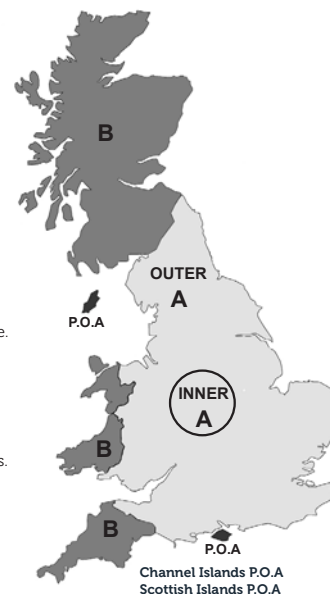 B
OUTER
A
P.O.A
e.
INNER
A
s.
B
B
P.O.A
Channel Islands P.O.A
Scottish Islands P.O.A